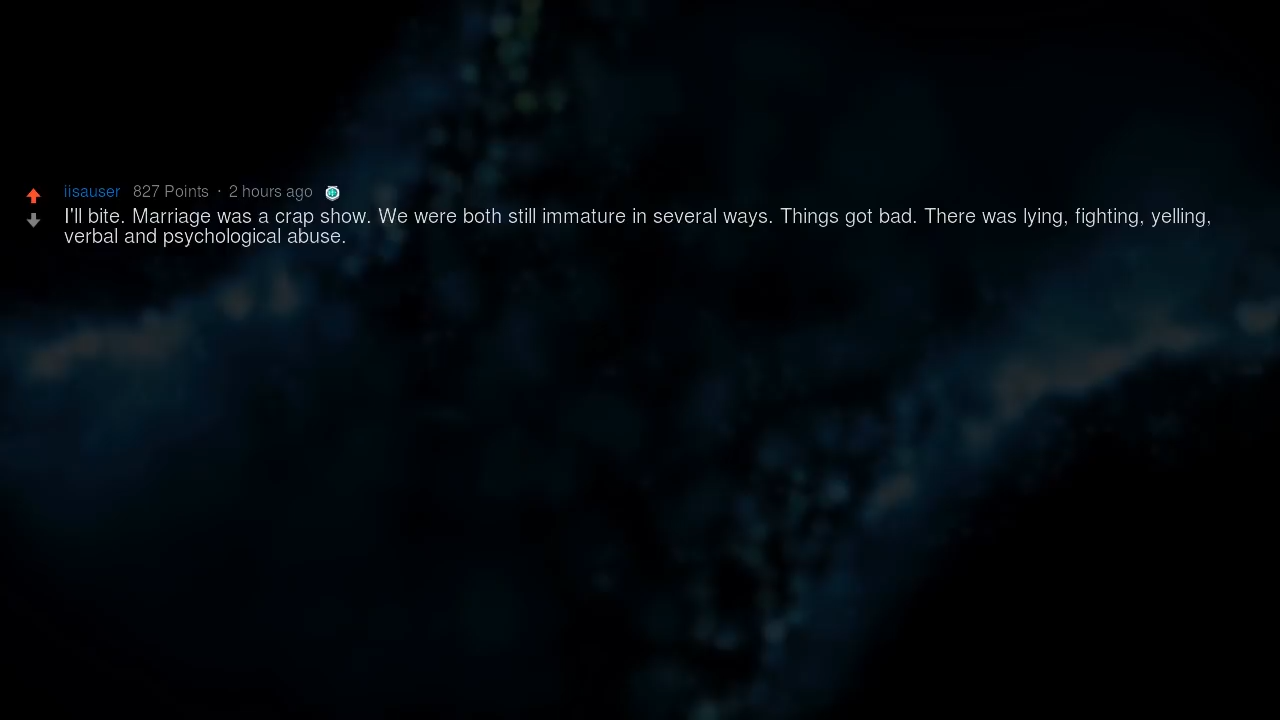 iisauser 827 Points · 2 hours ago
I'll bite. Marriage was a crap show. We were both still immature in several ways. Things got bad. There was lying, fighting, yelling,
verbal and psychological abuse.